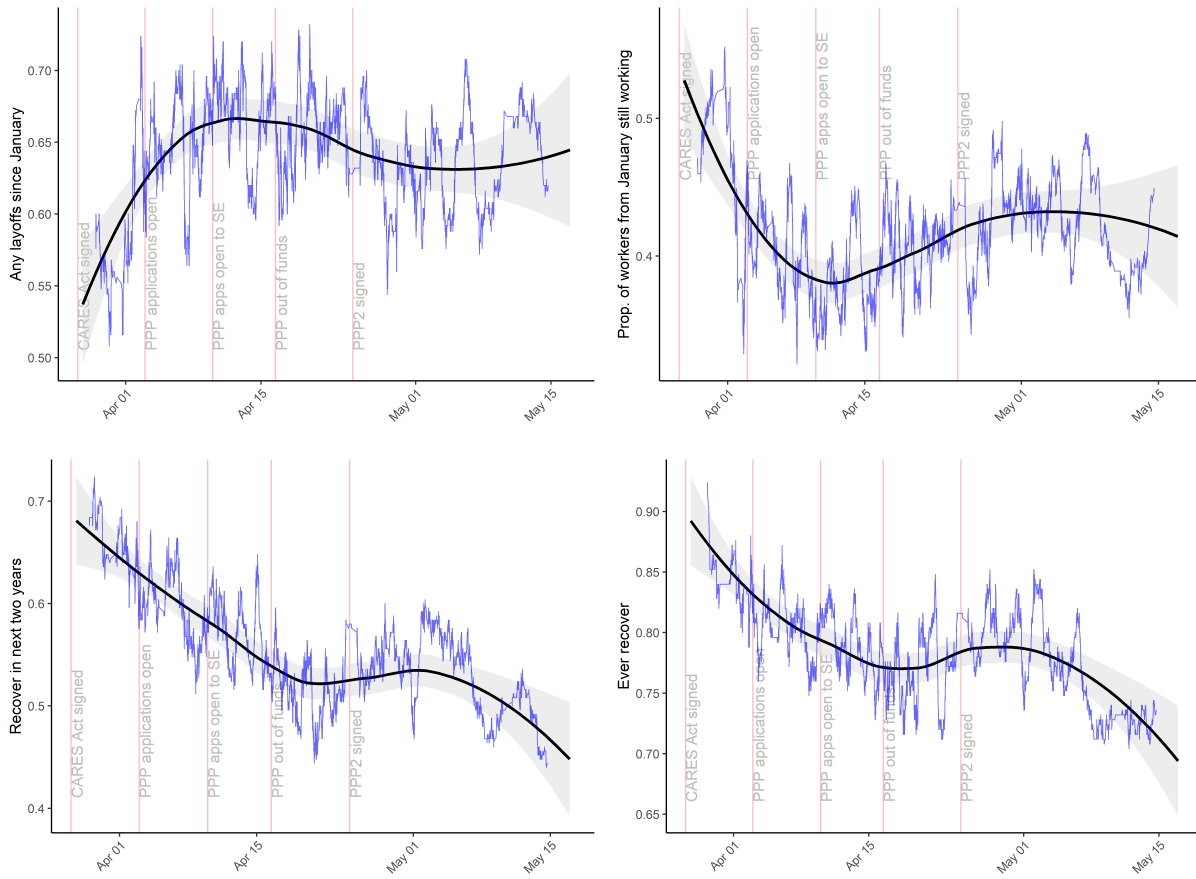 Any layoffs since January
0.70
0.65
0.60
0.55
0.50
CARES Act signed
PPP applications open
PPP apps open to SE
PPP out of funds
PPP2 signed
Apr 01
Apr 15
May 01
May 15
Prop. of workers from January still working
0.5
0.4
CARES Act signed
PPP applications open
PPP apps open to SE
PPP out of funds
PPP2 signed
Apr 01
Apr 15
May 01
May 15
Recover in next two years
0.7
0.6
0.5
0.4
CARES Act signed
PPP applications open
PPP apps open to SE
PPP out of funds
PPP2 signed
Apr 01
Apr 15
May 01
May 15
Ever recover
0.90
0.85
0.80
0.75
0.70
0.65
CARES Act signed
PPP applications open
PPP apps open to SE
PPP out of funds
PPP2 signed
Apr 01
Apr 15
May 01
May 15